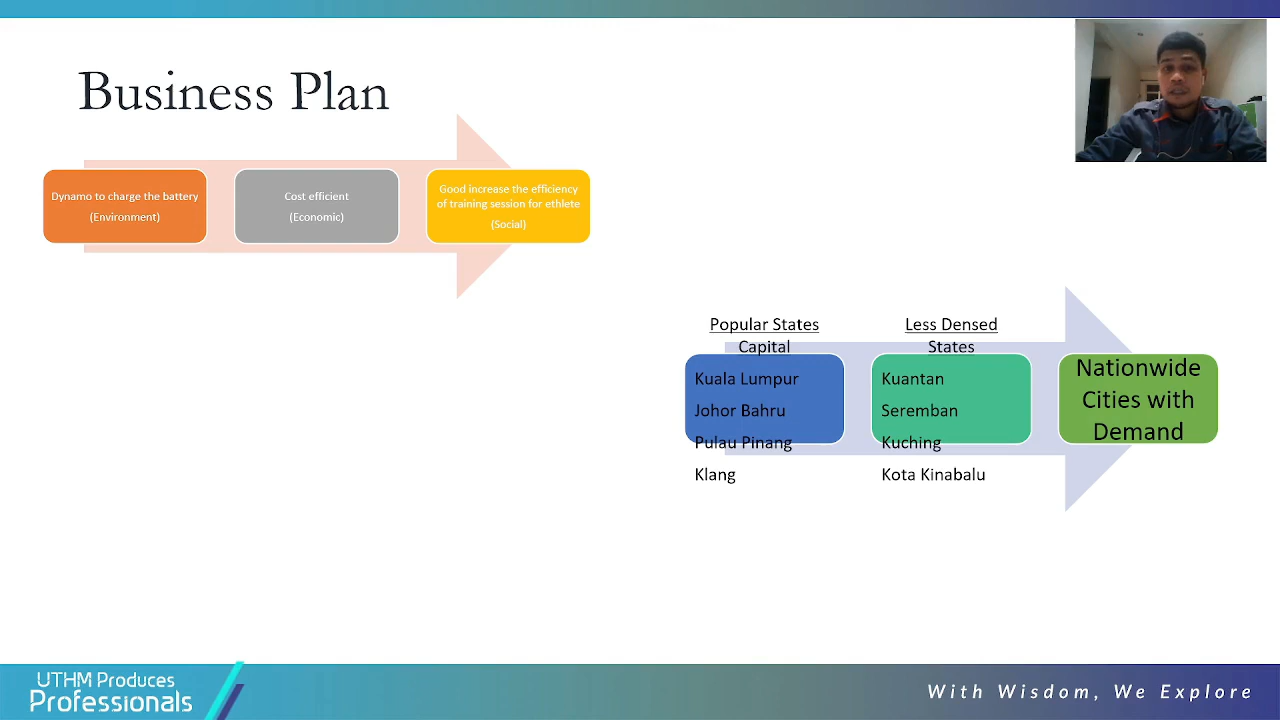 Business Plan
Dynamo to charge the battery
(Environment)
Cost efficient
(Economic)
Good increase the efficiency
of training session for ethlete
(Social)
Popular States
Capital
Kuala Lumpur
Johor Bahru
Pulau Pinang
Klang
Less Densed
States
Kuantan
Seremban
Kuching
Kota Kinabalu
Nationwide
Cities with
Demand
UTHM Produces
Professionals
With Wisdom, We Explore